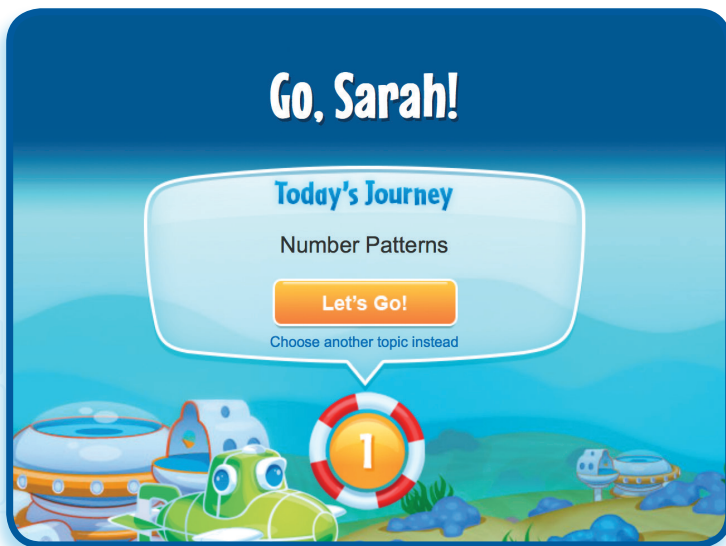 Go, Sarah!
Today's Journey
Number Patterns
Let's Go!
Choose another topic instead
1